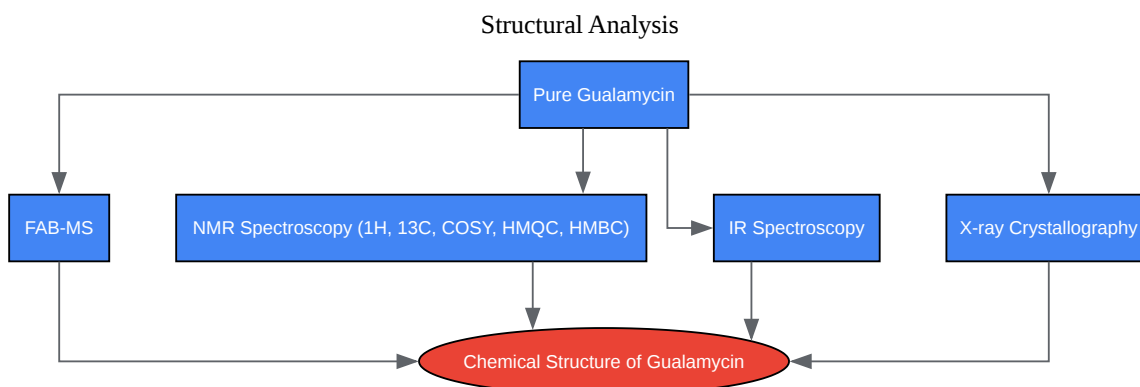 Structural Analysis
Pure Gualamycin
FAB-MS
NMR Spectroscopy (1H, 13C, COSY, HMQC, HMBC)
IR Spectroscopy
X-ray Crystallography
Chemical Structure of Gualamycin